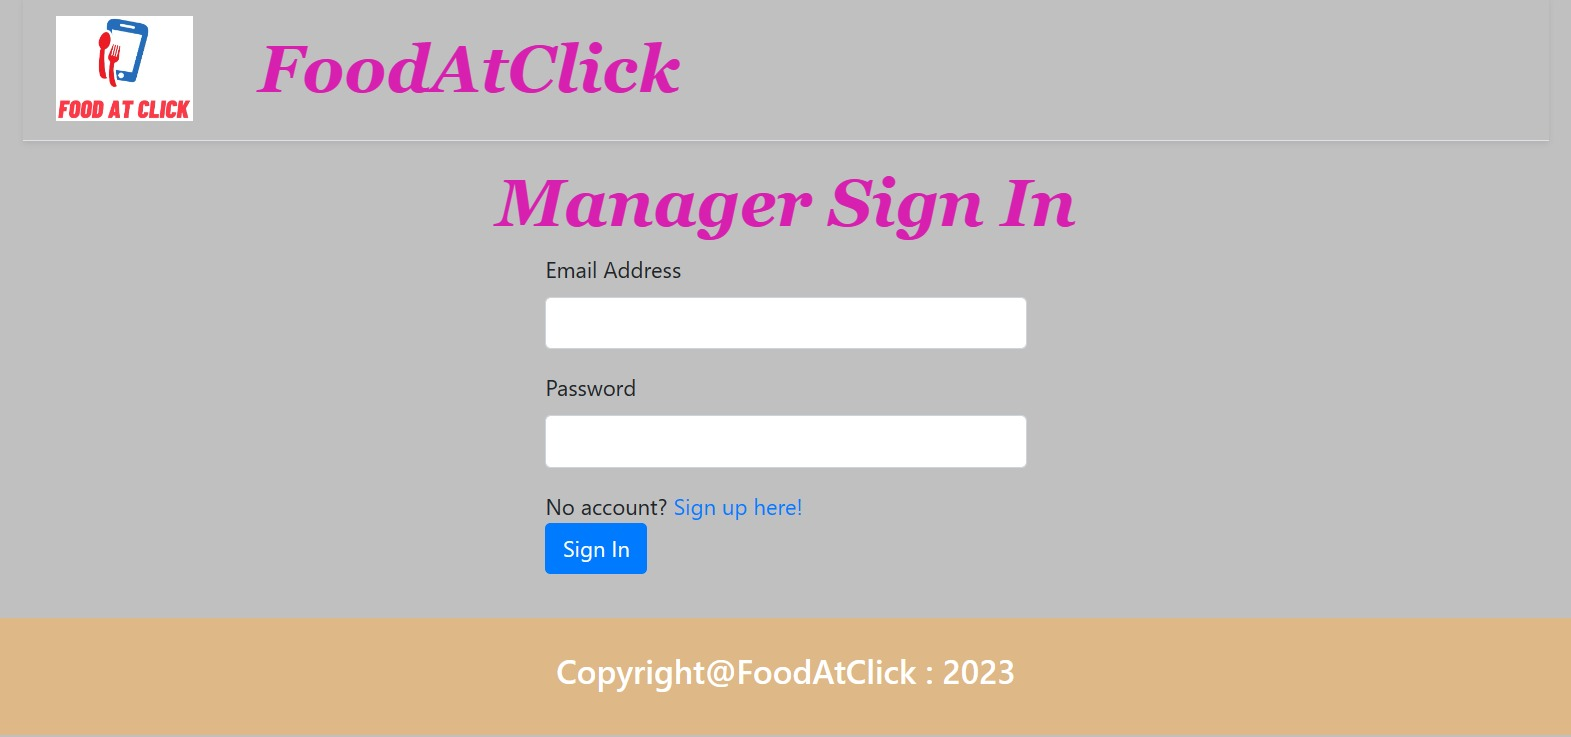 FOOD AT CLICK
FoodAtClick
Manager Sign In
Email Address
Password
No account? Sign up here!
Sign In
Copyright@FoodAtClick : 2023